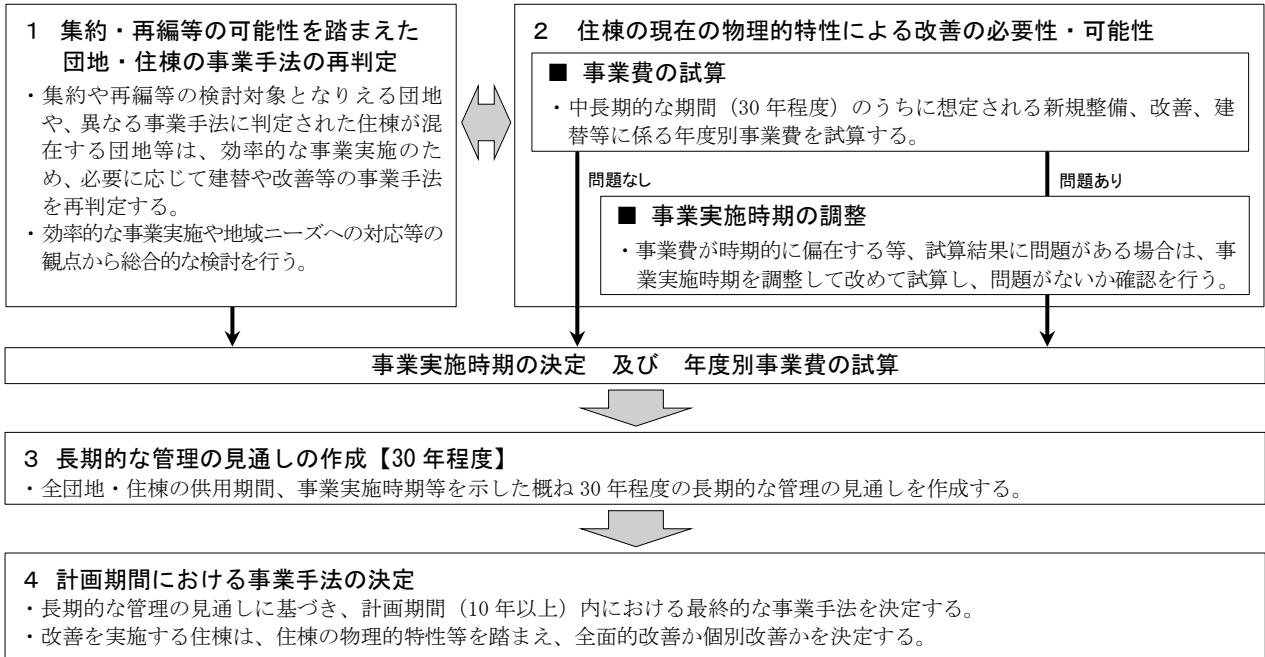 １ 集約・再編等の可能性を踏まえた
団地・住棟の事業手法の再判定
・集約や再編等の検討対象となりえる団地
や、異なる事業手法に判定された住棟が混
在する団地等は、効率的な事業実施のた
め、必要に応じて建替や改善等の事業手法
を再判定する。
・効率的な事業実施や地域ニーズへの対応等の
観点から総合的な検討を行う。
２ 住棟の現在の物理的特性による改善の必要性・可能性
■ 事業費の試算
・中長期的な期間（30 年程度）のうちに想定される新規整備、改善、建
替等に係る年度別事業費を試算する。
問題なし
問題あり
■ 事業実施時期の調整
・事業費が時期的に偏在する等、試算結果に問題がある場合は、事
業実施時期を調整して改めて試算し、問題がないか確認を行う。
事業実施時期の決定　及び　年度別事業費の試算
３ 長期的な管理の見通しの作成【30 年程度】
・全団地・住棟の供用期間、事業実施時期等を示した概ね 30 年程度の長期的な管理の見通しを作成する。
４ 計画期間における事業手法の決定
・長期的な管理の見通しに基づき、計画期間（10 年以上）内における最終的な事業手法を決定する。
・改善を実施する住棟は、住棟の物理的特性等を踏まえ、全面的改善か個別改善かを決定する。